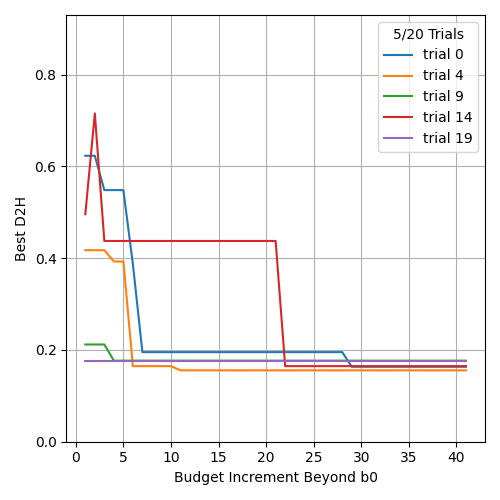 5/20 Trials
trial 0
trial 4
trial 9
trial 14
trial 19
Best D2H
0.8
0.6
0.4
0.2
0.0
0 5 10 15 20 25 30 35 40
Budget Increment Beyond b0